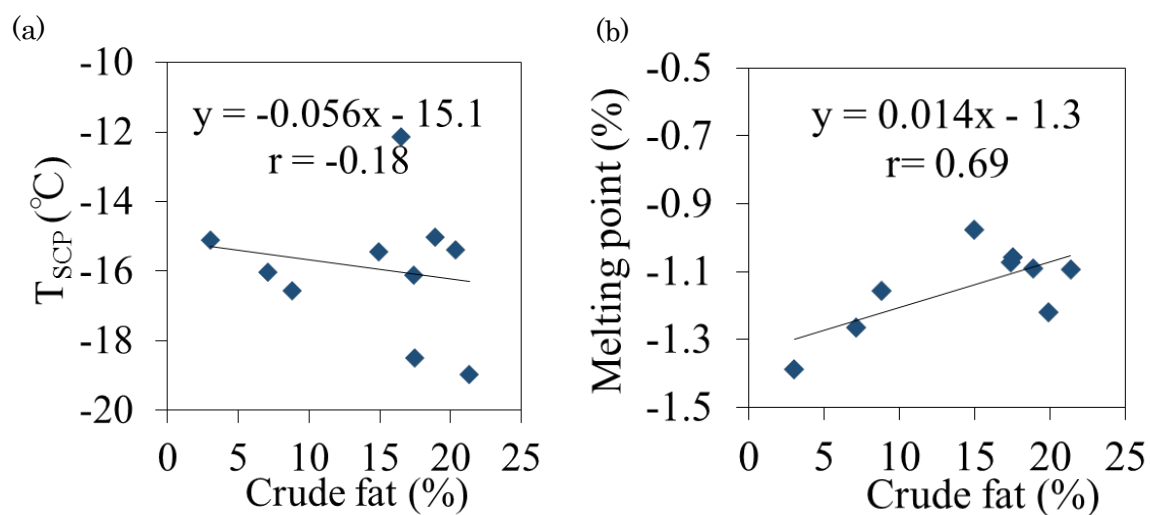 (a)
y = -0.056x - 15.1
r = -0.18
T_SCP (℃)
-10
-12
-14
-16
-18
-20
0 5 10 15 20 25
Crude fat (%)
(b)
y = 0.014x - 1.3
r= 0.69
Melting point (%)
-0.5
-0.7
-0.9
-1.1
-1.3
-1.5
0 5 10 15 20 25
Crude fat (%)